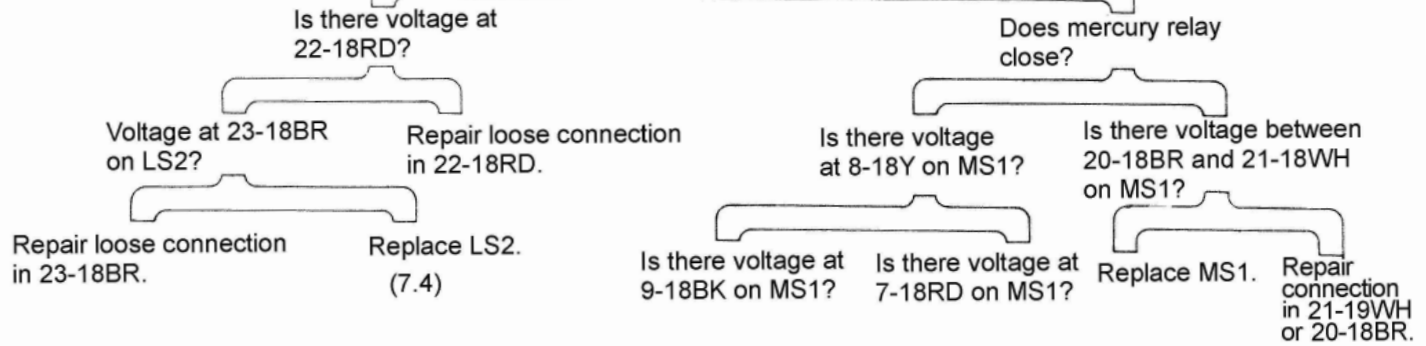 Is there voltage at
22-18RD?
Does mercury relay
close?
Voltage at 23-18BR
on LS2?
Repair loose connection
in 22-18RD.
Is there voltage
at 8-18Y on MS1?
Is there voltage between
20-18BR and 21-18WH
on MS1?
Repair loose connection
in 23-18BR.
Replace LS2.
(7.4)
Is there voltage at
9-18BK on MS1?
Is there voltage at
7-18RD on MS1?
Replace MS1.
Repair
connection
in 21-19WH
or 20-18BR.